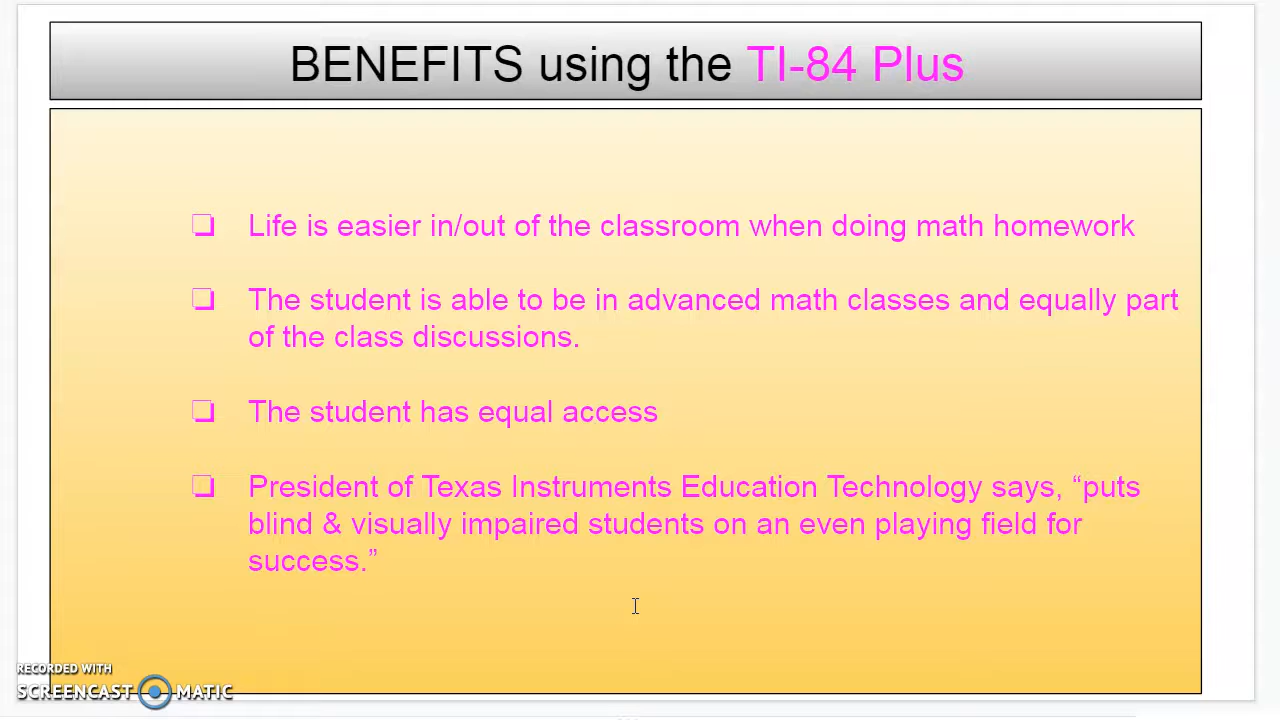 BENEFITS using the TI-84 Plus
❏ Life is easier in/out of the classroom when doing math homework
❏ The student is able to be in advanced math classes and equally part
of the class discussions.
❏ The student has equal access
❏ President of Texas Instruments Education Technology says, “puts
blind & visually impaired students on an even playing field for
success.”
RECORDED WITH
SCREENCAST MATIC